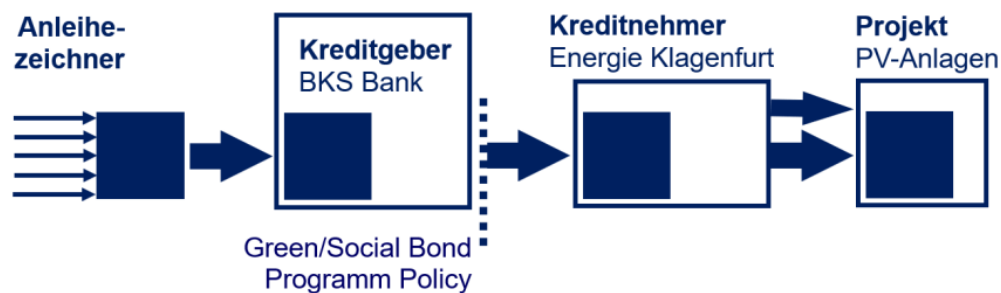 Anleihe-
zeichner
Kreditgeber
BKS Bank
Green/Social Bond
Programm Policy
Kreditnehmer
Energie Klagenfurt
Projekt
PV-Anlagen